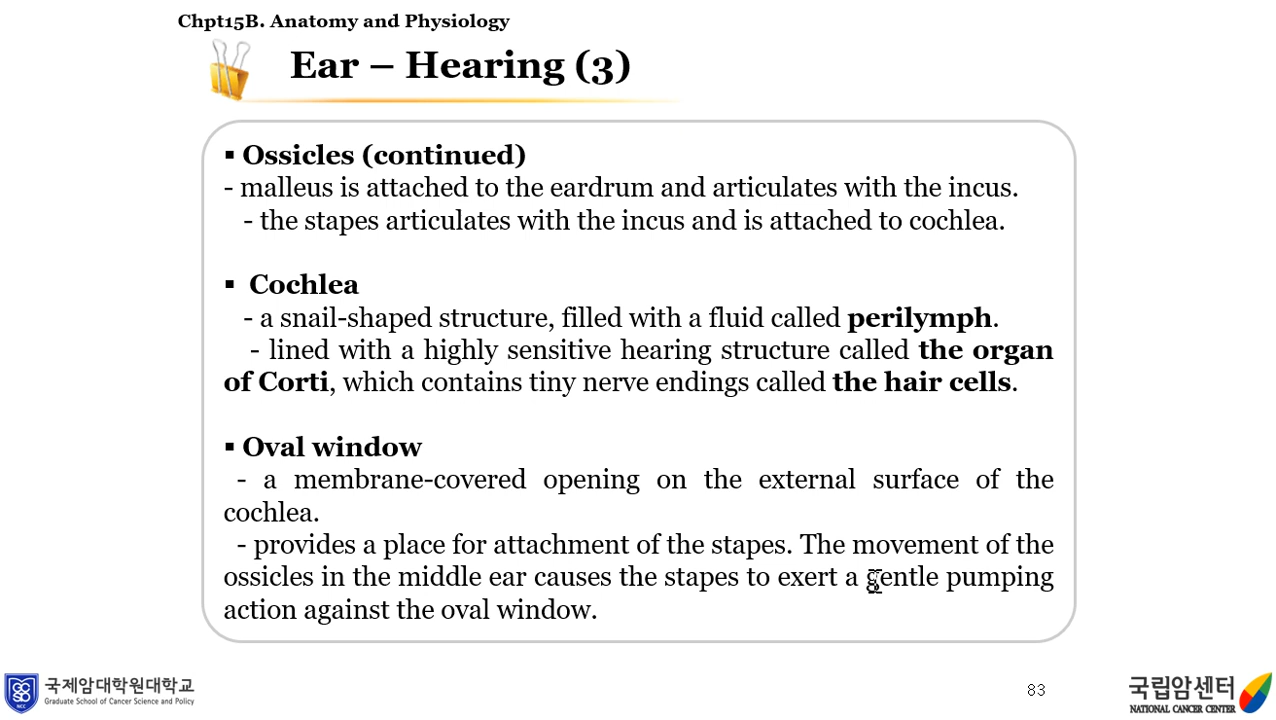 Chpt15B. Anatomy and Physiology
Ear – Hearing (3)
▪ Ossicles (continued)
- malleus is attached to the eardrum and articulates with the incus.
- the stapes articulates with the incus and is attached to cochlea.
▪ Cochlea
- a snail-shaped structure, filled with a fluid called perilymph.
- lined with a highly sensitive hearing structure called the organ
of Corti, which contains tiny nerve endings called the hair cells.
▪ Oval window
- a membrane-covered opening on the external surface of the
cochlea.
- provides a place for attachment of the stapes. The movement of the
ossicles in the middle ear causes the stapes to exert a gentle pumping
action against the oval window.
NCC
국제암대학원대학교
Graduate School of Cancer Science and Policy
83
국립암센터
NATIONAL CANCER CENTER